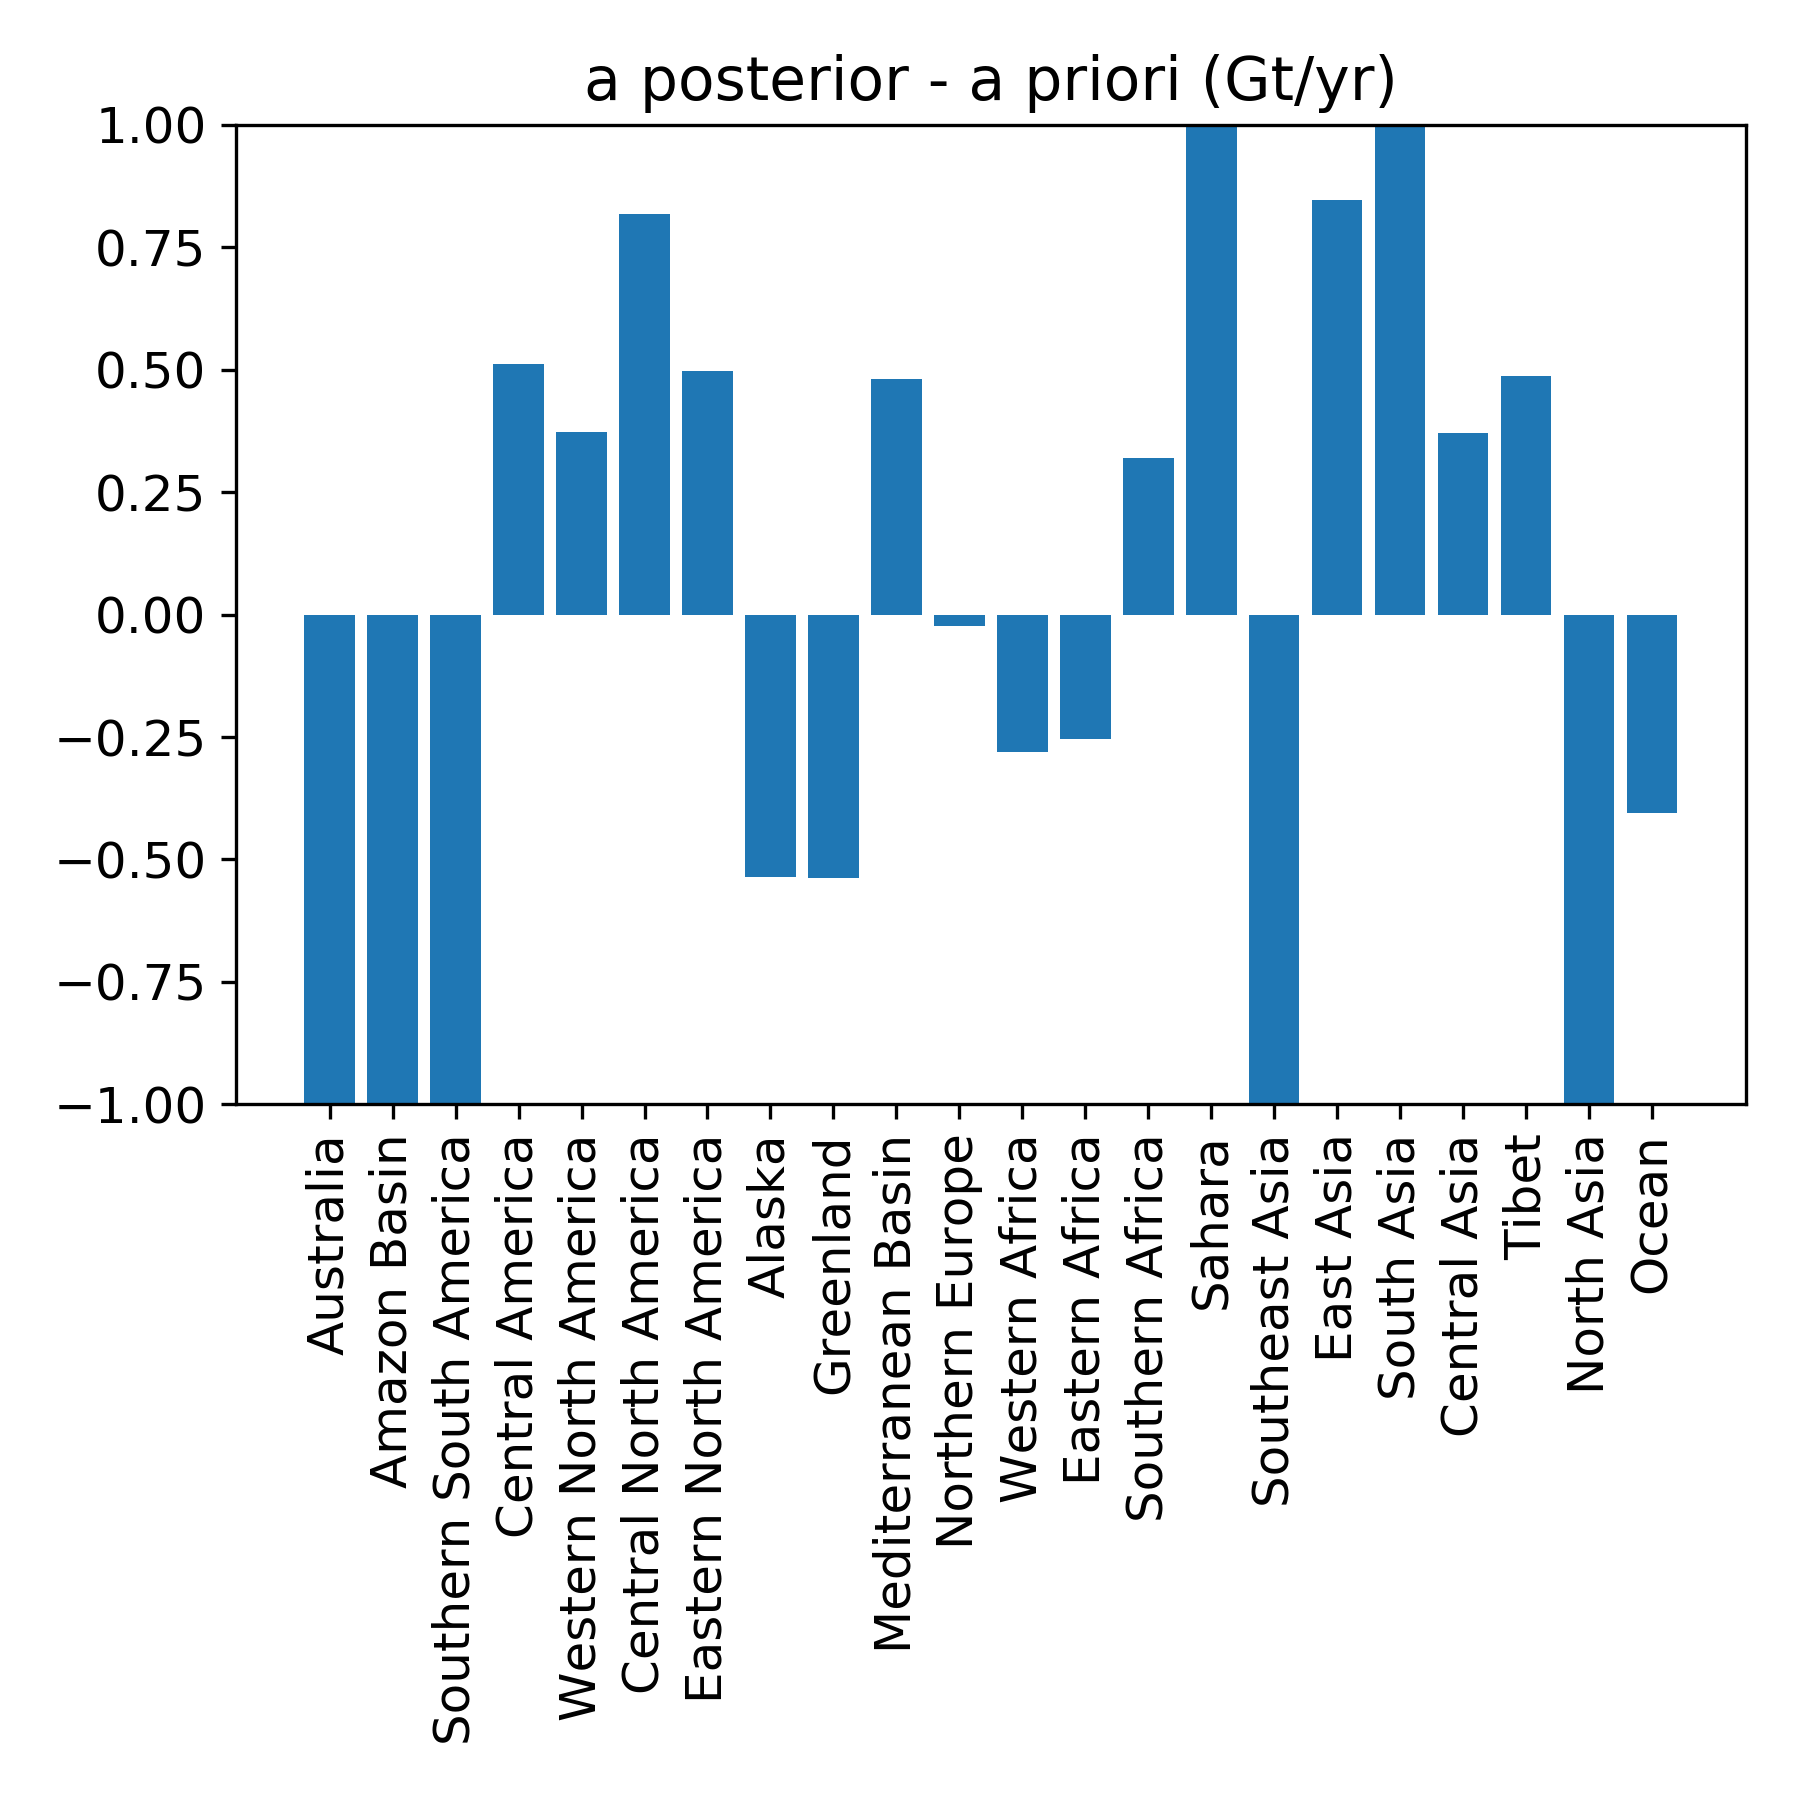 a posterior - a priori (Gt/yr)
1.00
0.75
0.50
0.25
0.00
−0.25
−0.50
−0.75
−1.00
Australia
Amazon Basin
Southern South America
Central America
Western North America
Central North America
Eastern North America
Alaska
Greenland
Mediterranean Basin
Northern Europe
Western Africa
Eastern Africa
Southern Africa
Sahara
Southeast Asia
East Asia
South Asia
Central Asia
Tibet
North Asia
Ocean